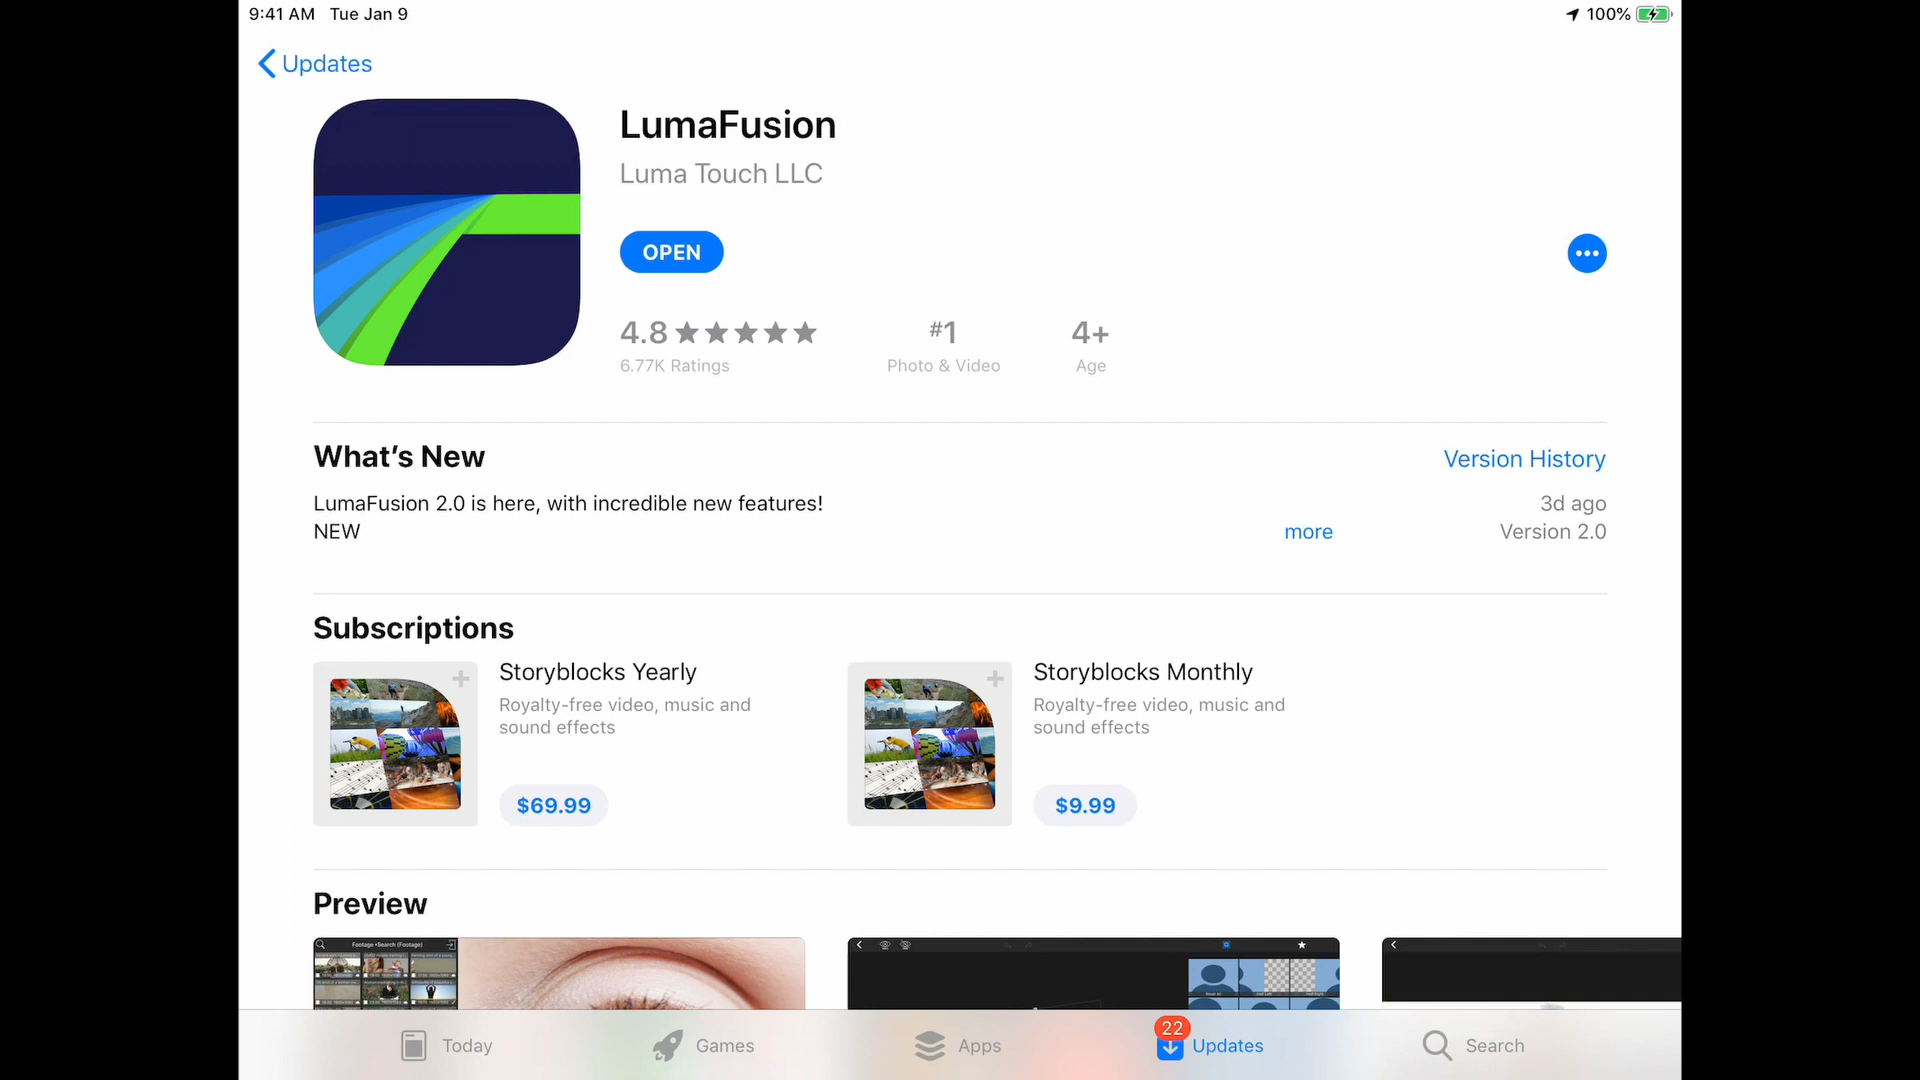 9:41 AM Tue Jan 9
100%
Updates
LumaFusion
Luma Touch LLC
OPEN
4.8
#1
4+
6.77K Ratings
Photo & Video
Age
What's New
Version History
LumaFusion 2.0 is here, with incredible new features!
3d ago
NEW
more
Version 2.0
Subscriptions
Storyblocks Yearly
Royalty-free video, music and
sound effects
$69.99
Storyblocks Monthly
Royalty-free video, music and
sound effects
$9.99
Preview
Footage •Search (Footage)
Today
Games
Apps
22
Updates
Search